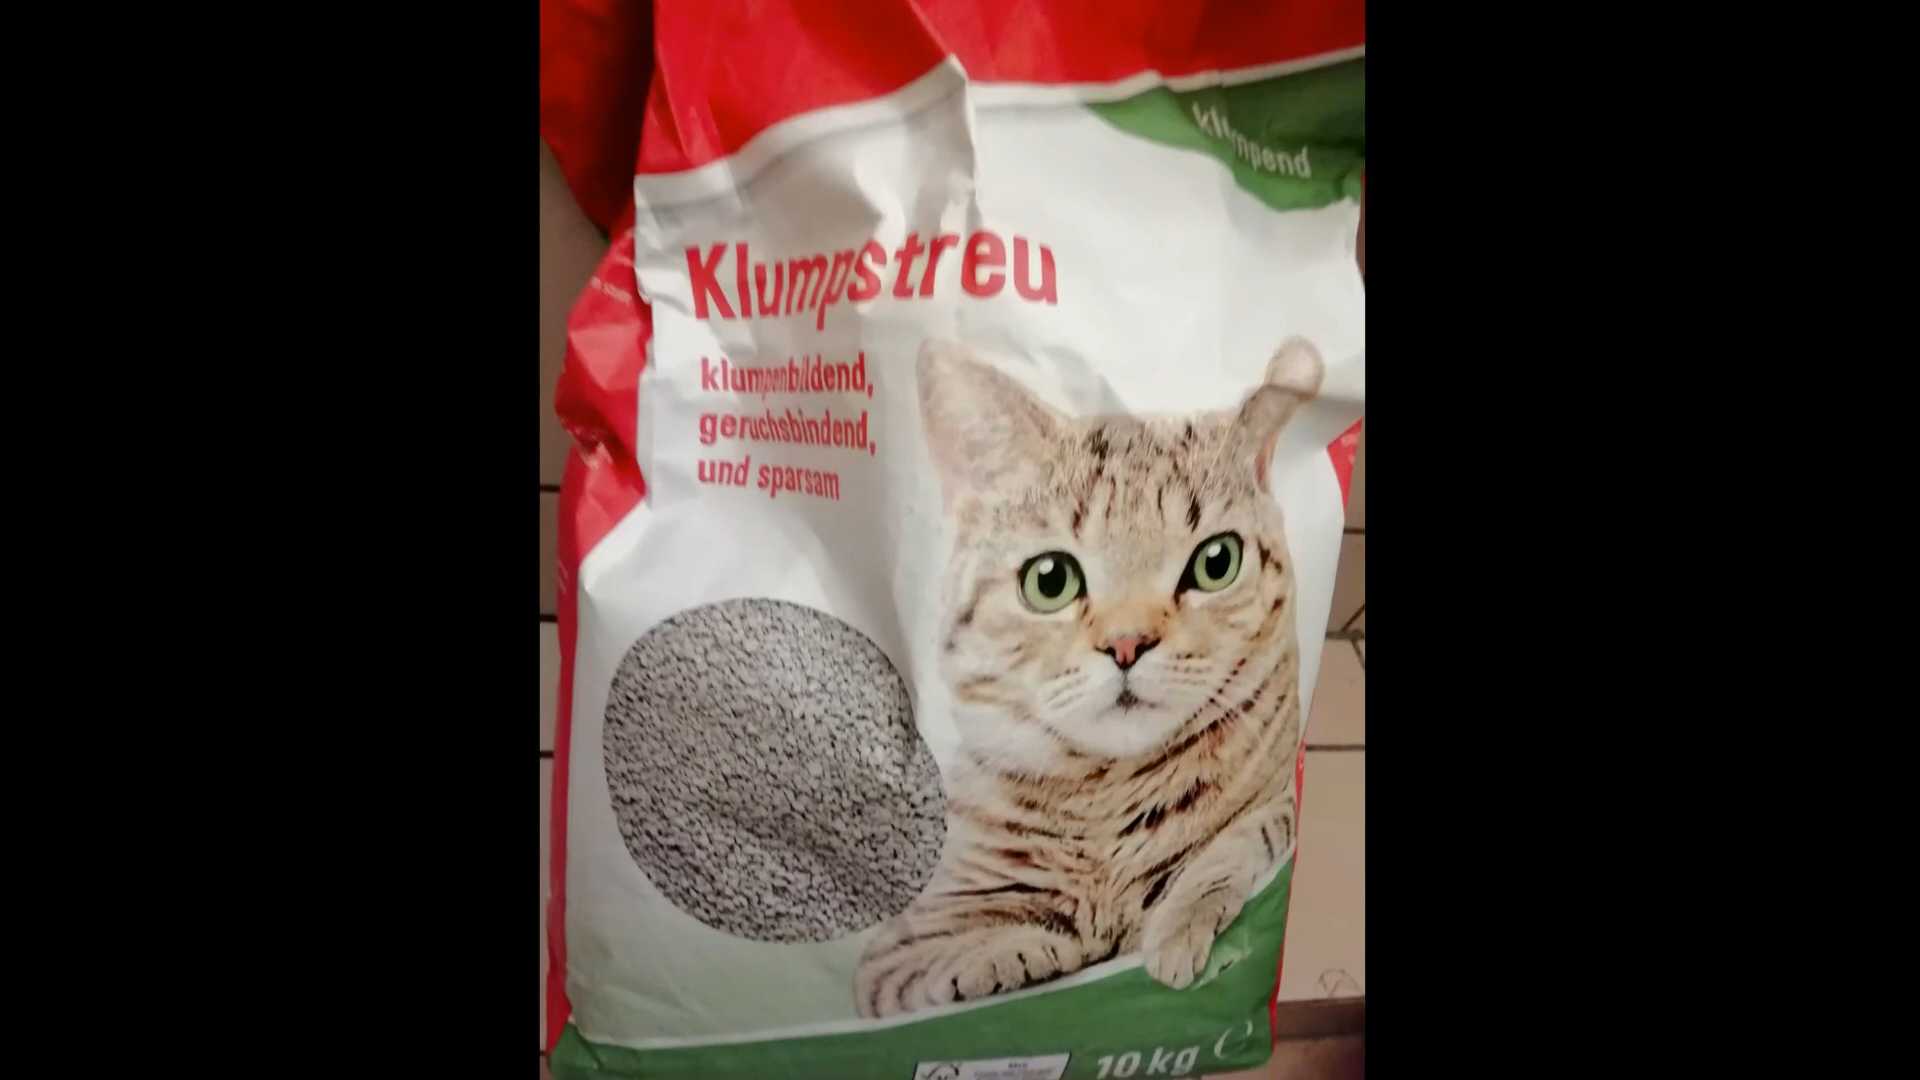 klumpend
Klumpstreu
klumpenbildend,
geruchsbindend,
und sparsam
10 kg e